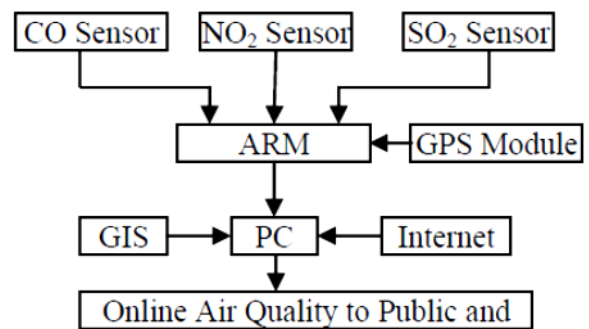 CO Sensor
NO₂ Sensor
SO₂ Sensor
ARM
GPS Module
GIS
PC
Internet
Online Air Quality to Public and